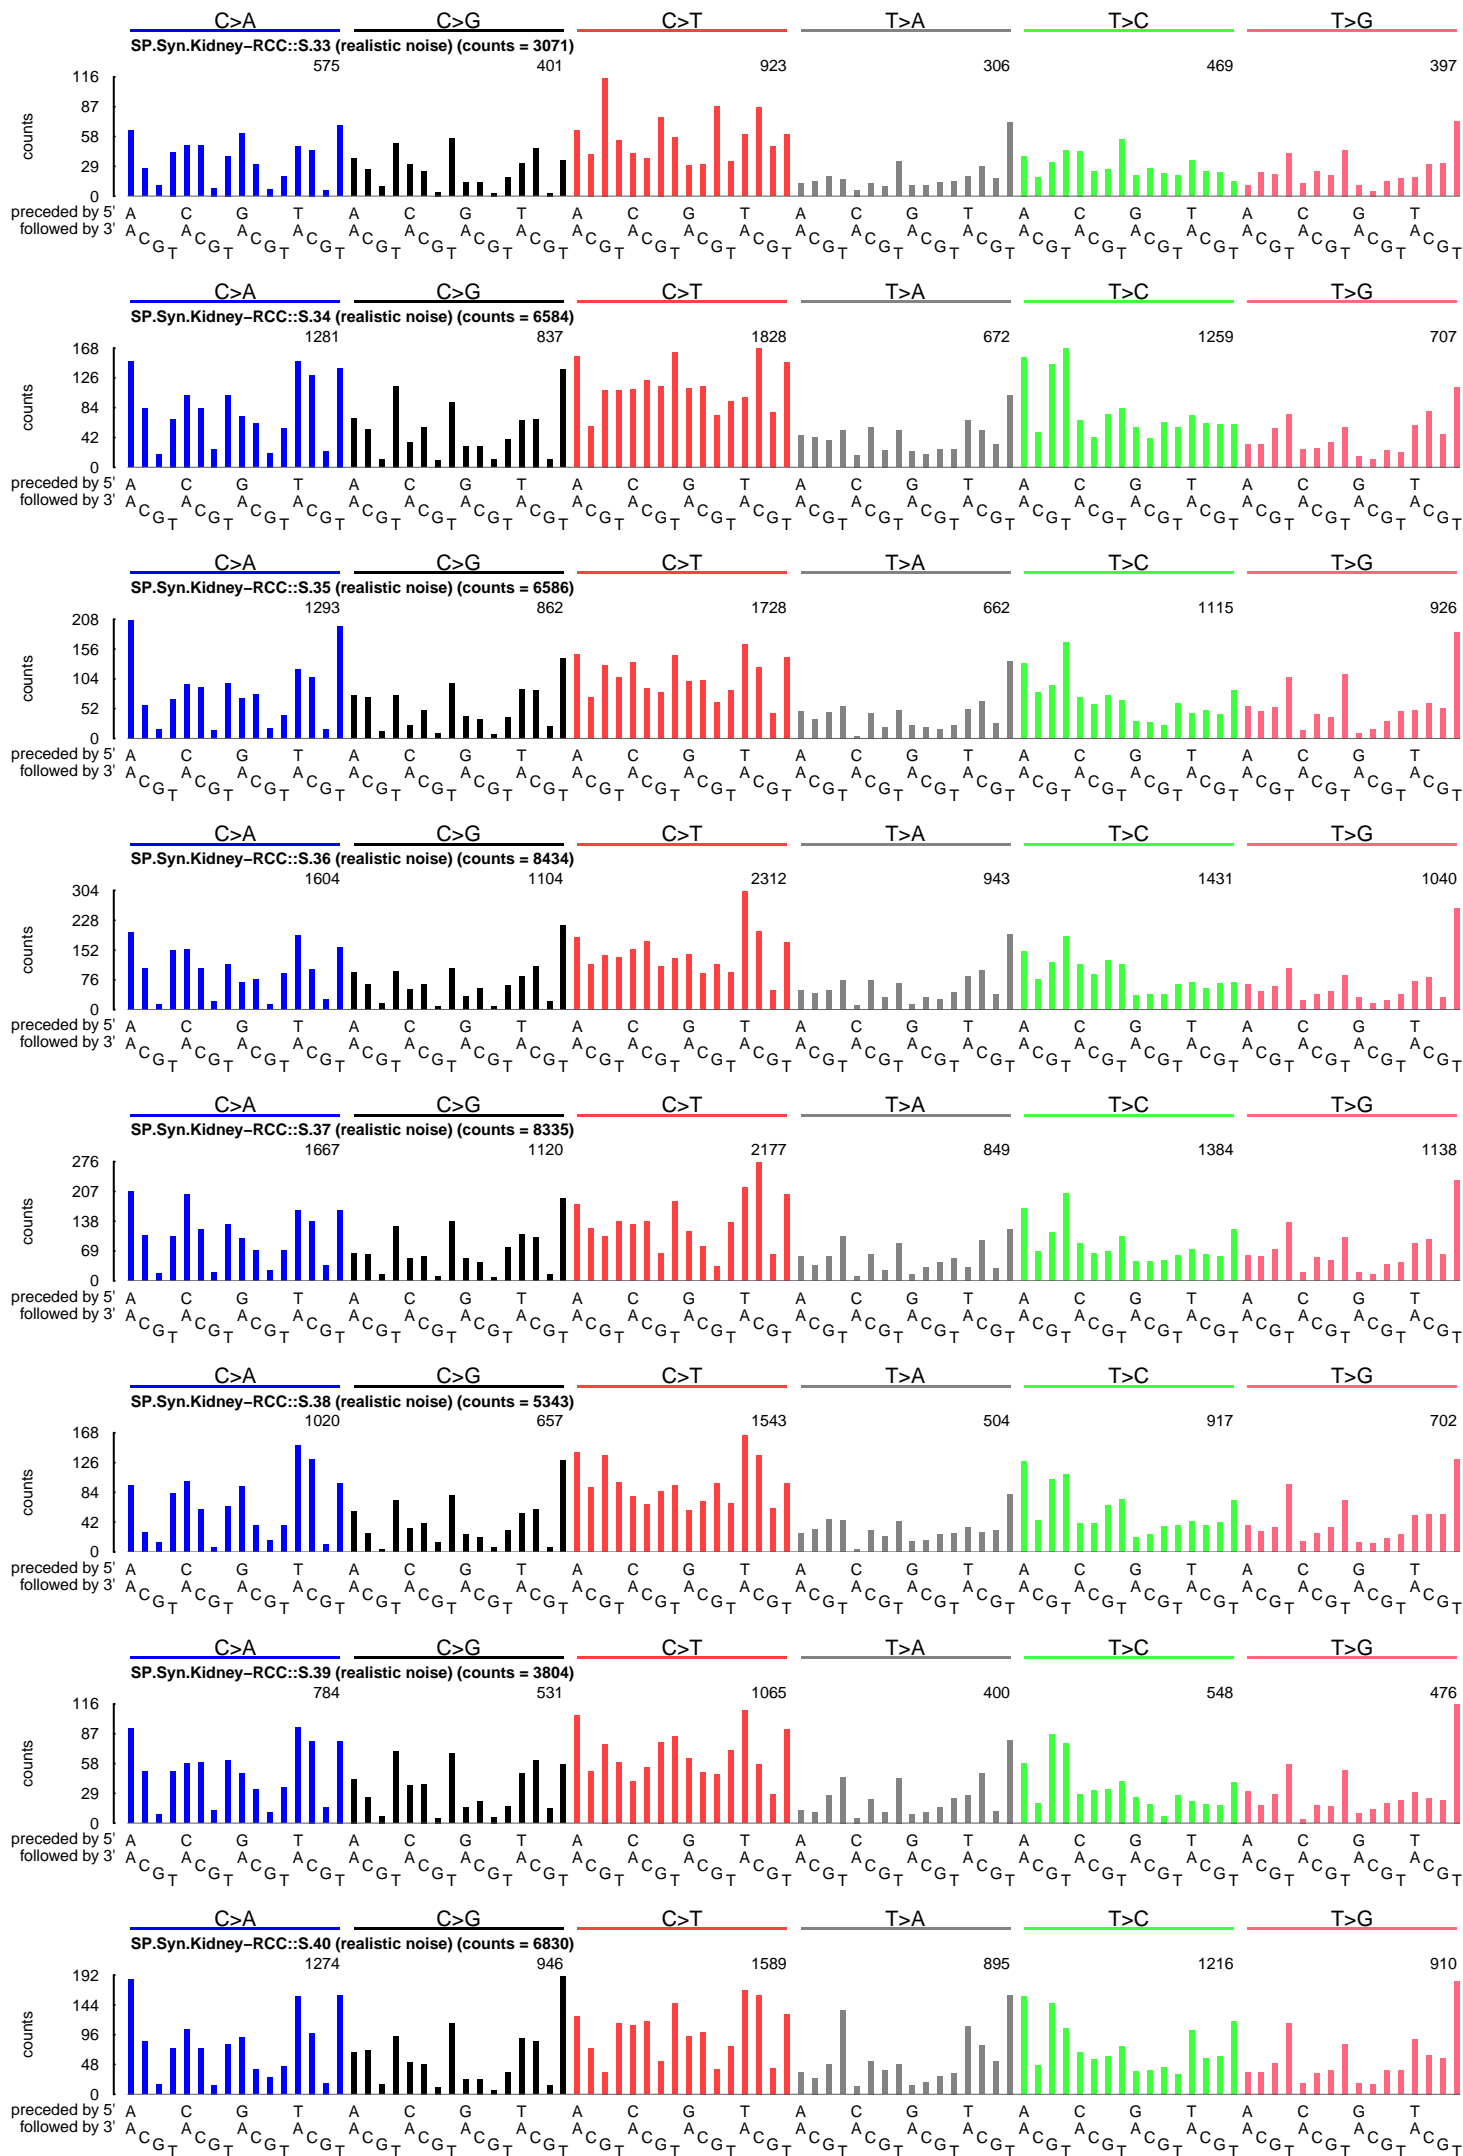 C>A C>G C>T T>A T>C T>G
SP.Syn.Kidney−RCC::S.33 (realistic noise) (counts = 3071)
575 401 923 306 469 397
116
87
58
29
0
counts
preceded by 5' A C G T A C G T A C G T A C G T A C G T A C G T
followed by 3' A C G T A C G T A C G T A C G T A C G T A C G T A C G T A C G T A C G T A C G T A C G T A C G T A C G T A C G T A C G T A C G T A C G T A C G T A C G T A C G T A C G T A C G T A C G T A C G T
C>A C>G C>T T>A T>C T>G
SP.Syn.Kidney−RCC::S.34 (realistic noise) (counts = 6584)
1281 837 1828 672 1259 707
168
126
84
42
0
counts
preceded by 5' A C G T A C G T A C G T A C G T A C G T A C G T
followed by 3' A C G T A C G T A C G T A C G T A C G T A C G T A C G T A C G T A C G T A C G T A C G T A C G T A C G T A C G T A C G T A C G T A C G T A C G T A C G T A C G T A C G T A C G T A C G T A C G T
C>A C>G C>T T>A T>C T>G
SP.Syn.Kidney−RCC::S.35 (realistic noise) (counts = 6586)
1293 862 1728 662 1115 926
208
156
104
52
0
counts
preceded by 5' A C G T A C G T A C G T A C G T A C G T A C G T
followed by 3' A C G T A C G T A C G T A C G T A C G T A C G T A C G T A C G T A C G T A C G T A C G T A C G T A C G T A C G T A C G T A C G T A C G T A C G T A C G T A C G T A C G T A C G T A C G T A C G T
C>A C>G C>T T>A T>C T>G
SP.Syn.Kidney−RCC::S.36 (realistic noise) (counts = 8434)
1604 1104 2312 943 1431 1040
304
228
152
76
0
counts
preceded by 5' A C G T A C G T A C G T A C G T A C G T A C G T
followed by 3' A C G T A C G T A C G T A C G T A C G T A C G T A C G T A C G T A C G T A C G T A C G T A C G T A C G T A C G T A C G T A C G T A C G T A C G T A C G T A C G T A C G T A C G T A C G T A C G T
C>A C>G C>T T>A T>C T>G
SP.Syn.Kidney−RCC::S.37 (realistic noise) (counts = 8335)
1667 1120 2177 849 1384 1138
276
207
138
69
0
counts
preceded by 5' A C G T A C G T A C G T A C G T A C G T A C G T
followed by 3' A C G T A C G T A C G T A C G T A C G T A C G T A C G T A C G T A C G T A C G T A C G T A C G T A C G T A C G T A C G T A C G T A C G T A C G T A C G T A C G T A C G T A C G T A C G T A C G T
C>A C>G C>T T>A T>C T>G
SP.Syn.Kidney−RCC::S.38 (realistic noise) (counts = 5343)
1020 657 1543 504 917 702
168
126
84
42
0
counts
preceded by 5' A C G T A C G T A C G T A C G T A C G T A C G T
followed by 3' A C G T A C G T A C G T A C G T A C G T A C G T A C G T A C G T A C G T A C G T A C G T A C G T A C G T A C G T A C G T A C G T A C G T A C G T A C G T A C G T A C G T A C G T A C G T A C G T
C>A C>G C>T T>A T>C T>G
SP.Syn.Kidney−RCC::S.39 (realistic noise) (counts = 3804)
784 531 1065 400 548 476
116
87
58
29
0
counts
preceded by 5' A C G T A C G T A C G T A C G T A C G T A C G T
followed by 3' A C G T A C G T A C G T A C G T A C G T A C G T A C G T A C G T A C G T A C G T A C G T A C G T A C G T A C G T A C G T A C G T A C G T A C G T A C G T A C G T A C G T A C G T A C G T A C G T
C>A C>G C>T T>A T>C T>G
SP.Syn.Kidney−RCC::S.40 (realistic noise) (counts = 6830)
1274 946 1589 895 1216 910
192
144
96
48
0
counts
preceded by 5' A C G T A C G T A C G T A C G T A C G T A C G T
followed by 3' A C G T A C G T A C G T A C G T A C G T A C G T A C G T A C G T A C G T A C G T A C G T A C G T A C G T A C G T A C G T A C G T A C G T A C G T A C G T A C G T A C G T A C G T A C G T A C G T